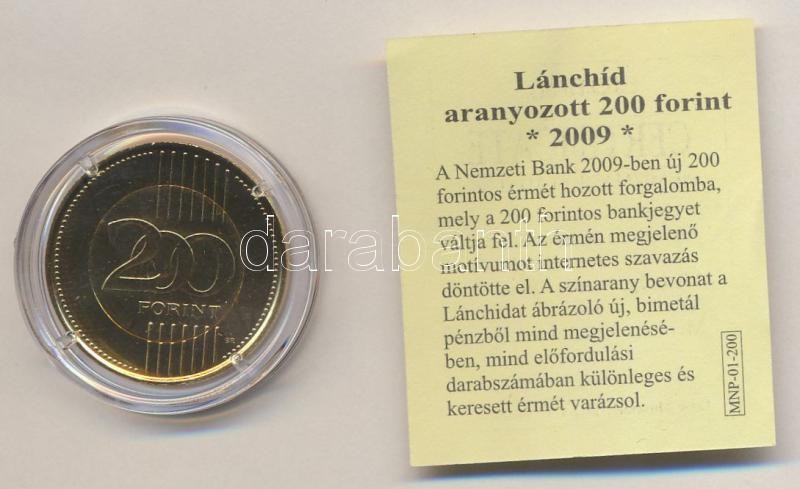 200
FORINT
BP.
Lánchíd
aranyozott 200 forint
* 2009 *
A Nemzeti Bank 2009-ben új 200
forintos érmét hozott forgalomba,
mely a 200 forintos bankjegyet
váltja fel. Az érmén megjelenő
motívumot internetes szavazás
döntötte el. A színarany bevonat a
Lánchidat ábrázoló új, bimetál
pénzből mind megjelenésé-
ben, mind előfordulási
darabszámában különleges és
keresett érmét varázsol.
MNP-01-200
darabanth